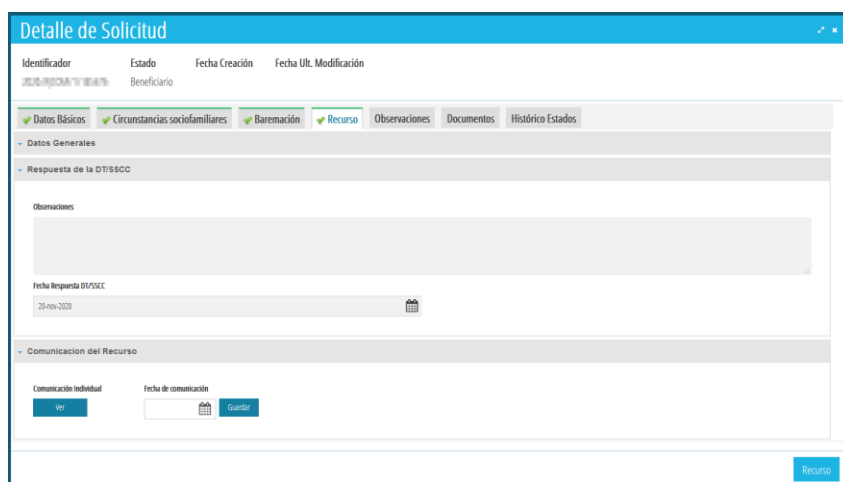 Detalle de Solicitud
Identificador Estado Fecha Creación Fecha Ult. Modificación
Beneficiario
Datos Básicos Circunstancias sociofamiliares Baremación Recurso Observaciones Documentos Histórico Estados
Datos Generales
Respuesta de la DT/SSCC
Observaciones
Fecha Respuesta DT/SSCC
20-nov-2020
Comunicacion del Recurso
Comunicación Individual Fecha de comunicación
Ver Guardar
Recurso